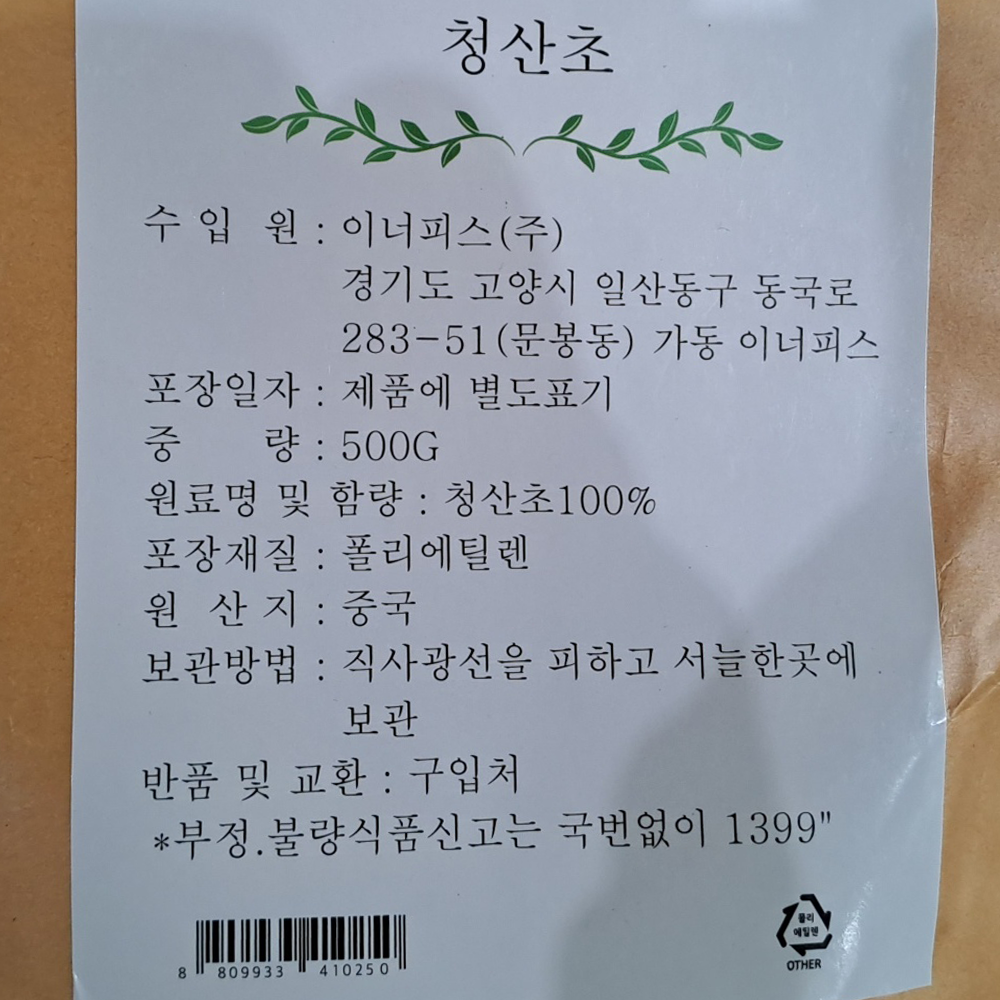 청산초
수 입 원 : 이너피스(주)
경기도 고양시 일산동구 동국로
283-51(문봉동) 가동 이너피스
포장일자 : 제품에 별도표기
중 량 : 500G
원료명 및 함량 : 청산초100%
포장재질 : 폴리에틸렌
원 산 지 : 중국
보관방법 : 직사광선을 피하고 서늘한곳에
보관
반품 및 교환 : 구입처
*부정.불량식품신고는 국번없이 1399"
8 809933 410250
폴리
에틸렌
OTHER